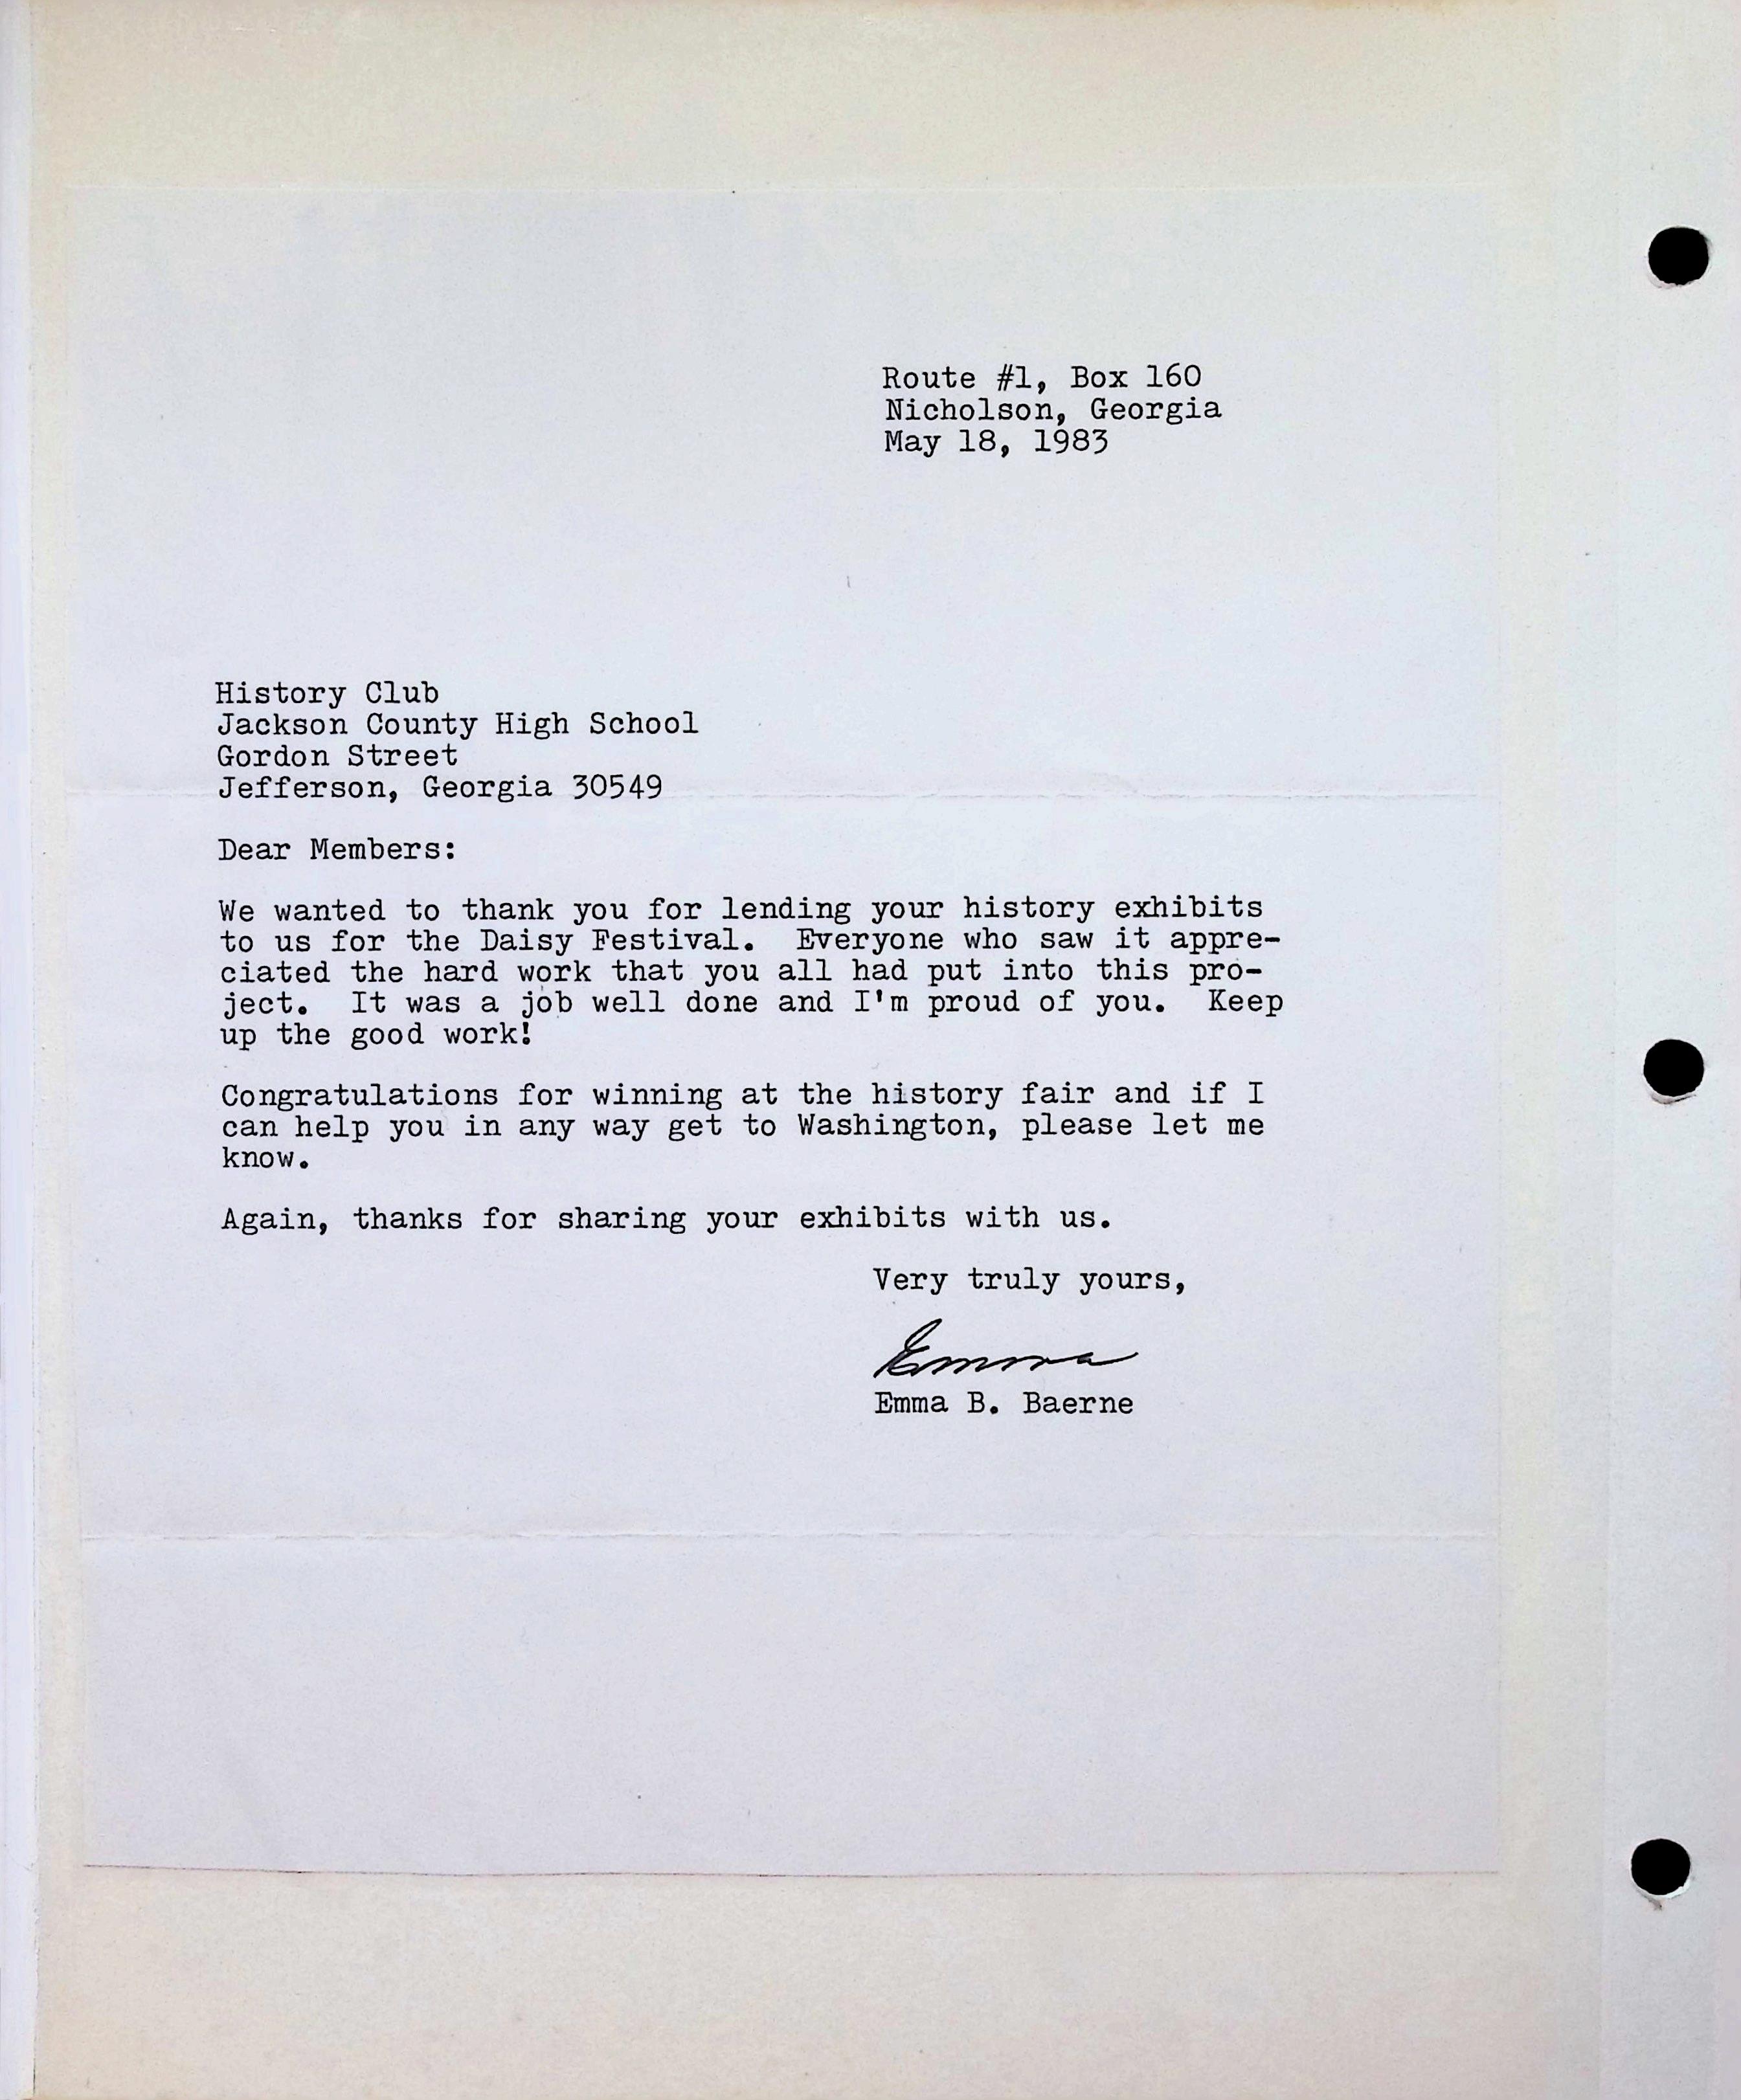 Route #1, Box 160
Nicholson, Georgia
May 18, 1983
History Club
Jackson County High School
Gordon Street
Jefferson, Georgia 30549
Dear Members:
We wanted to thank you for lending your history exhibits
to us for the Daisy Festival. Everyone who saw it appre-
ciated the hard work that you all had put into this pro-
ject. It was a job well done and I'm proud of you. Keep
up the good work!
Congratulations for winning at the history fair and if I
can help you in any way get to Washington, please let me
know.
Again, thanks for sharing your exhibits with us.
Very truly yours,
Emma
Emma B. Baerne